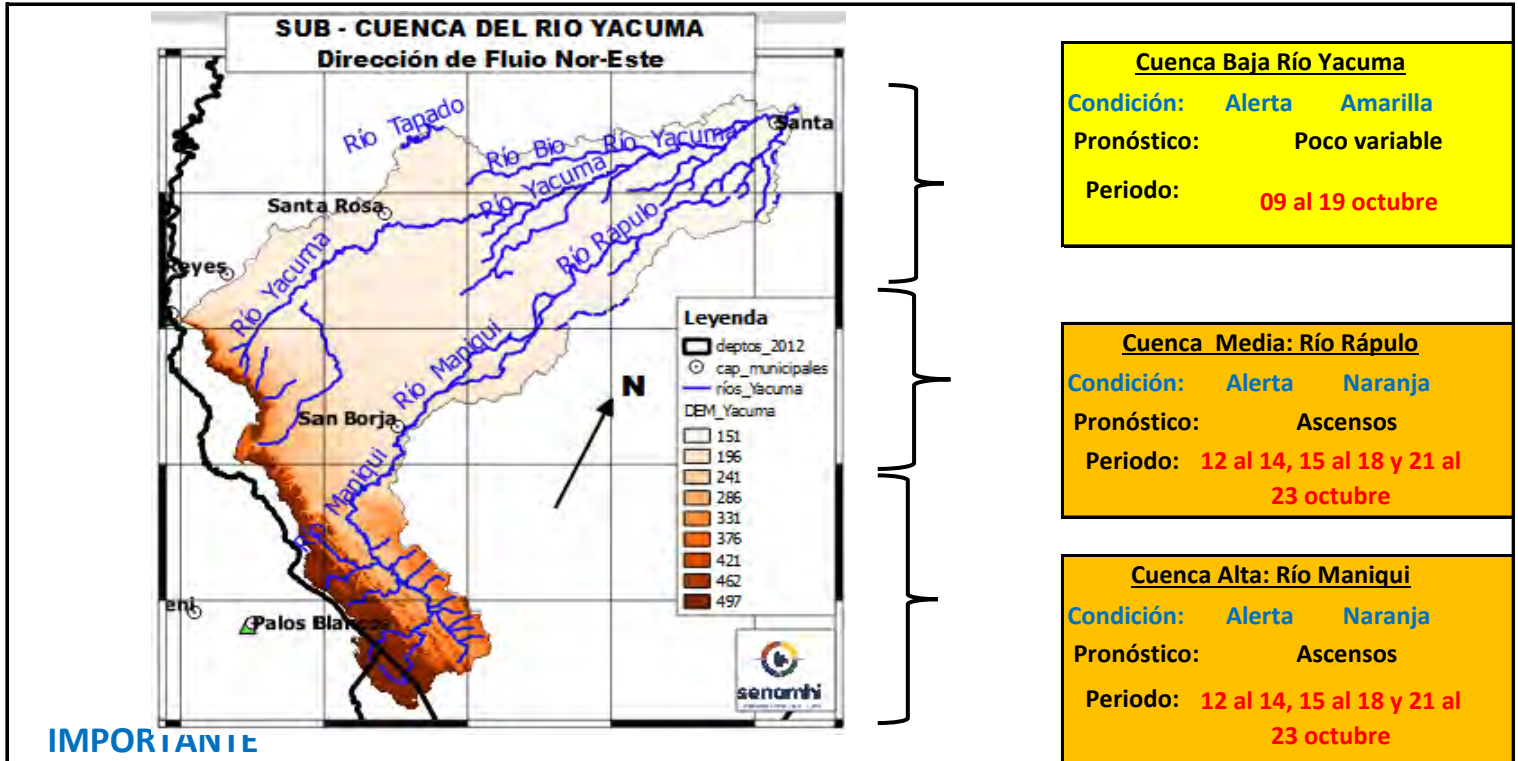 SUB - CUENCA DEL RIO YACUMA
Dirección de Fluio Nor-Este
Río Tapado
Río Bio
Río Yacuma
Santa
Río Yacuma
Santa Rosa
Río Rápulo
Reyes
Río Yacuma
Río Maniqui
San Borja
Río Maniqui
eni
Palos Blancos
N
Leyenda
deptos_2012
cap_municipales
ríos_Yacuma
DEM_Yacuma
151
196
241
286
331
376
421
462
497
senamhi
IMPORTANTE
Cuenca Baja Río Yacuma
Condición: Alerta Amarilla
Pronóstico: Poco variable
Periodo: 09 al 19 octubre
Cuenca Media: Río Rápulo
Condición: Alerta Naranja
Pronóstico: Ascensos
Periodo: 12 al 14, 15 al 18 y 21 al
23 octubre
Cuenca Alta: Río Maniqui
Condición: Alerta Naranja
Pronóstico: Ascensos
Periodo: 12 al 14, 15 al 18 y 21 al
23 octubre